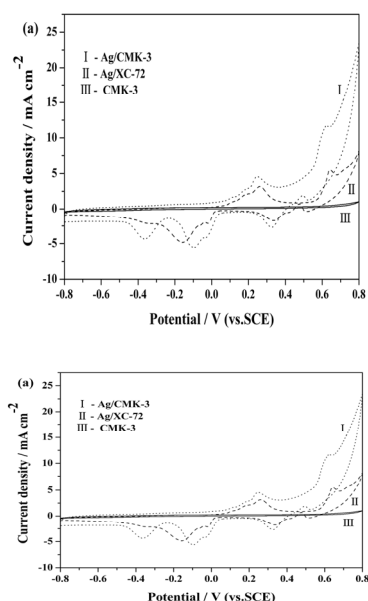 (a)
25
20
15
10
5
0
-5
-10
Current density / mA cm⁻²
Ⅰ - Ag/CMK-3
Ⅱ - Ag/XC-72
Ⅲ - CMK-3
Ⅰ
Ⅱ
Ⅲ
-0.8 -0.6 -0.4 -0.2 0.0 0.2 0.4 0.6 0.8
Potential / V (vs.SCE)
(a)
25
20
15
10
5
0
-5
-10
Current density / mA cm⁻²
Ⅰ - Ag/CMK-3
Ⅱ - Ag/XC-72
Ⅲ - CMK-3
Ⅰ
Ⅱ
Ⅲ
-0.8 -0.6 -0.4 -0.2 0.0 0.2 0.4 0.6 0.8
Potential / V (vs.SCE)